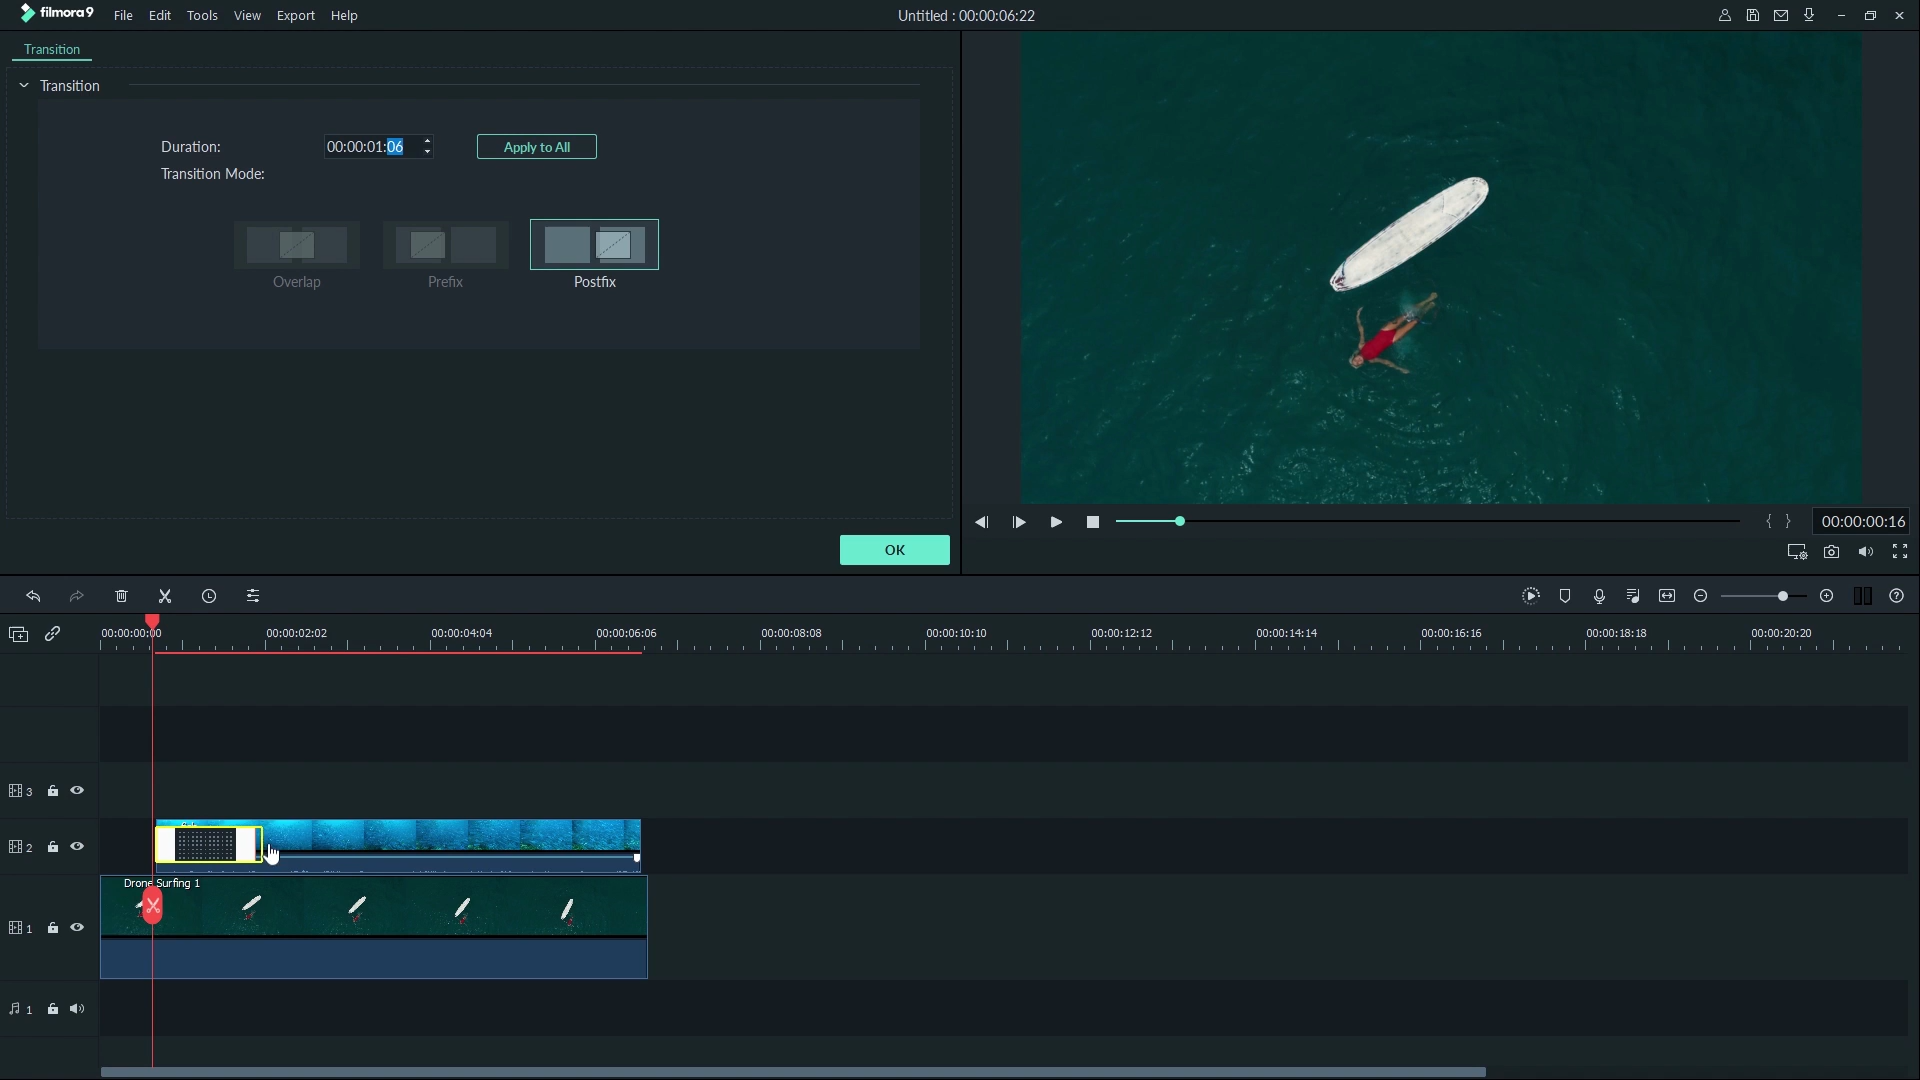 filmora9 File Edit Tools View Export Help Untitled : 00:00:06:22
Transition
Transition
Duration: 00:00:01:06 Apply to All
Transition Mode:
Overlap Prefix Postfix
{ } 00:00:00:16
OK
00:00:00:00 00:00:02:02 00:00:04:04 00:00:06:06 00:00:08:08 00:00:10:10 00:00:12:12 00:00:14:14 00:00:16:16 00:00:18:18 00:00:20:20
3
2
Drone Surfing 1
1
1